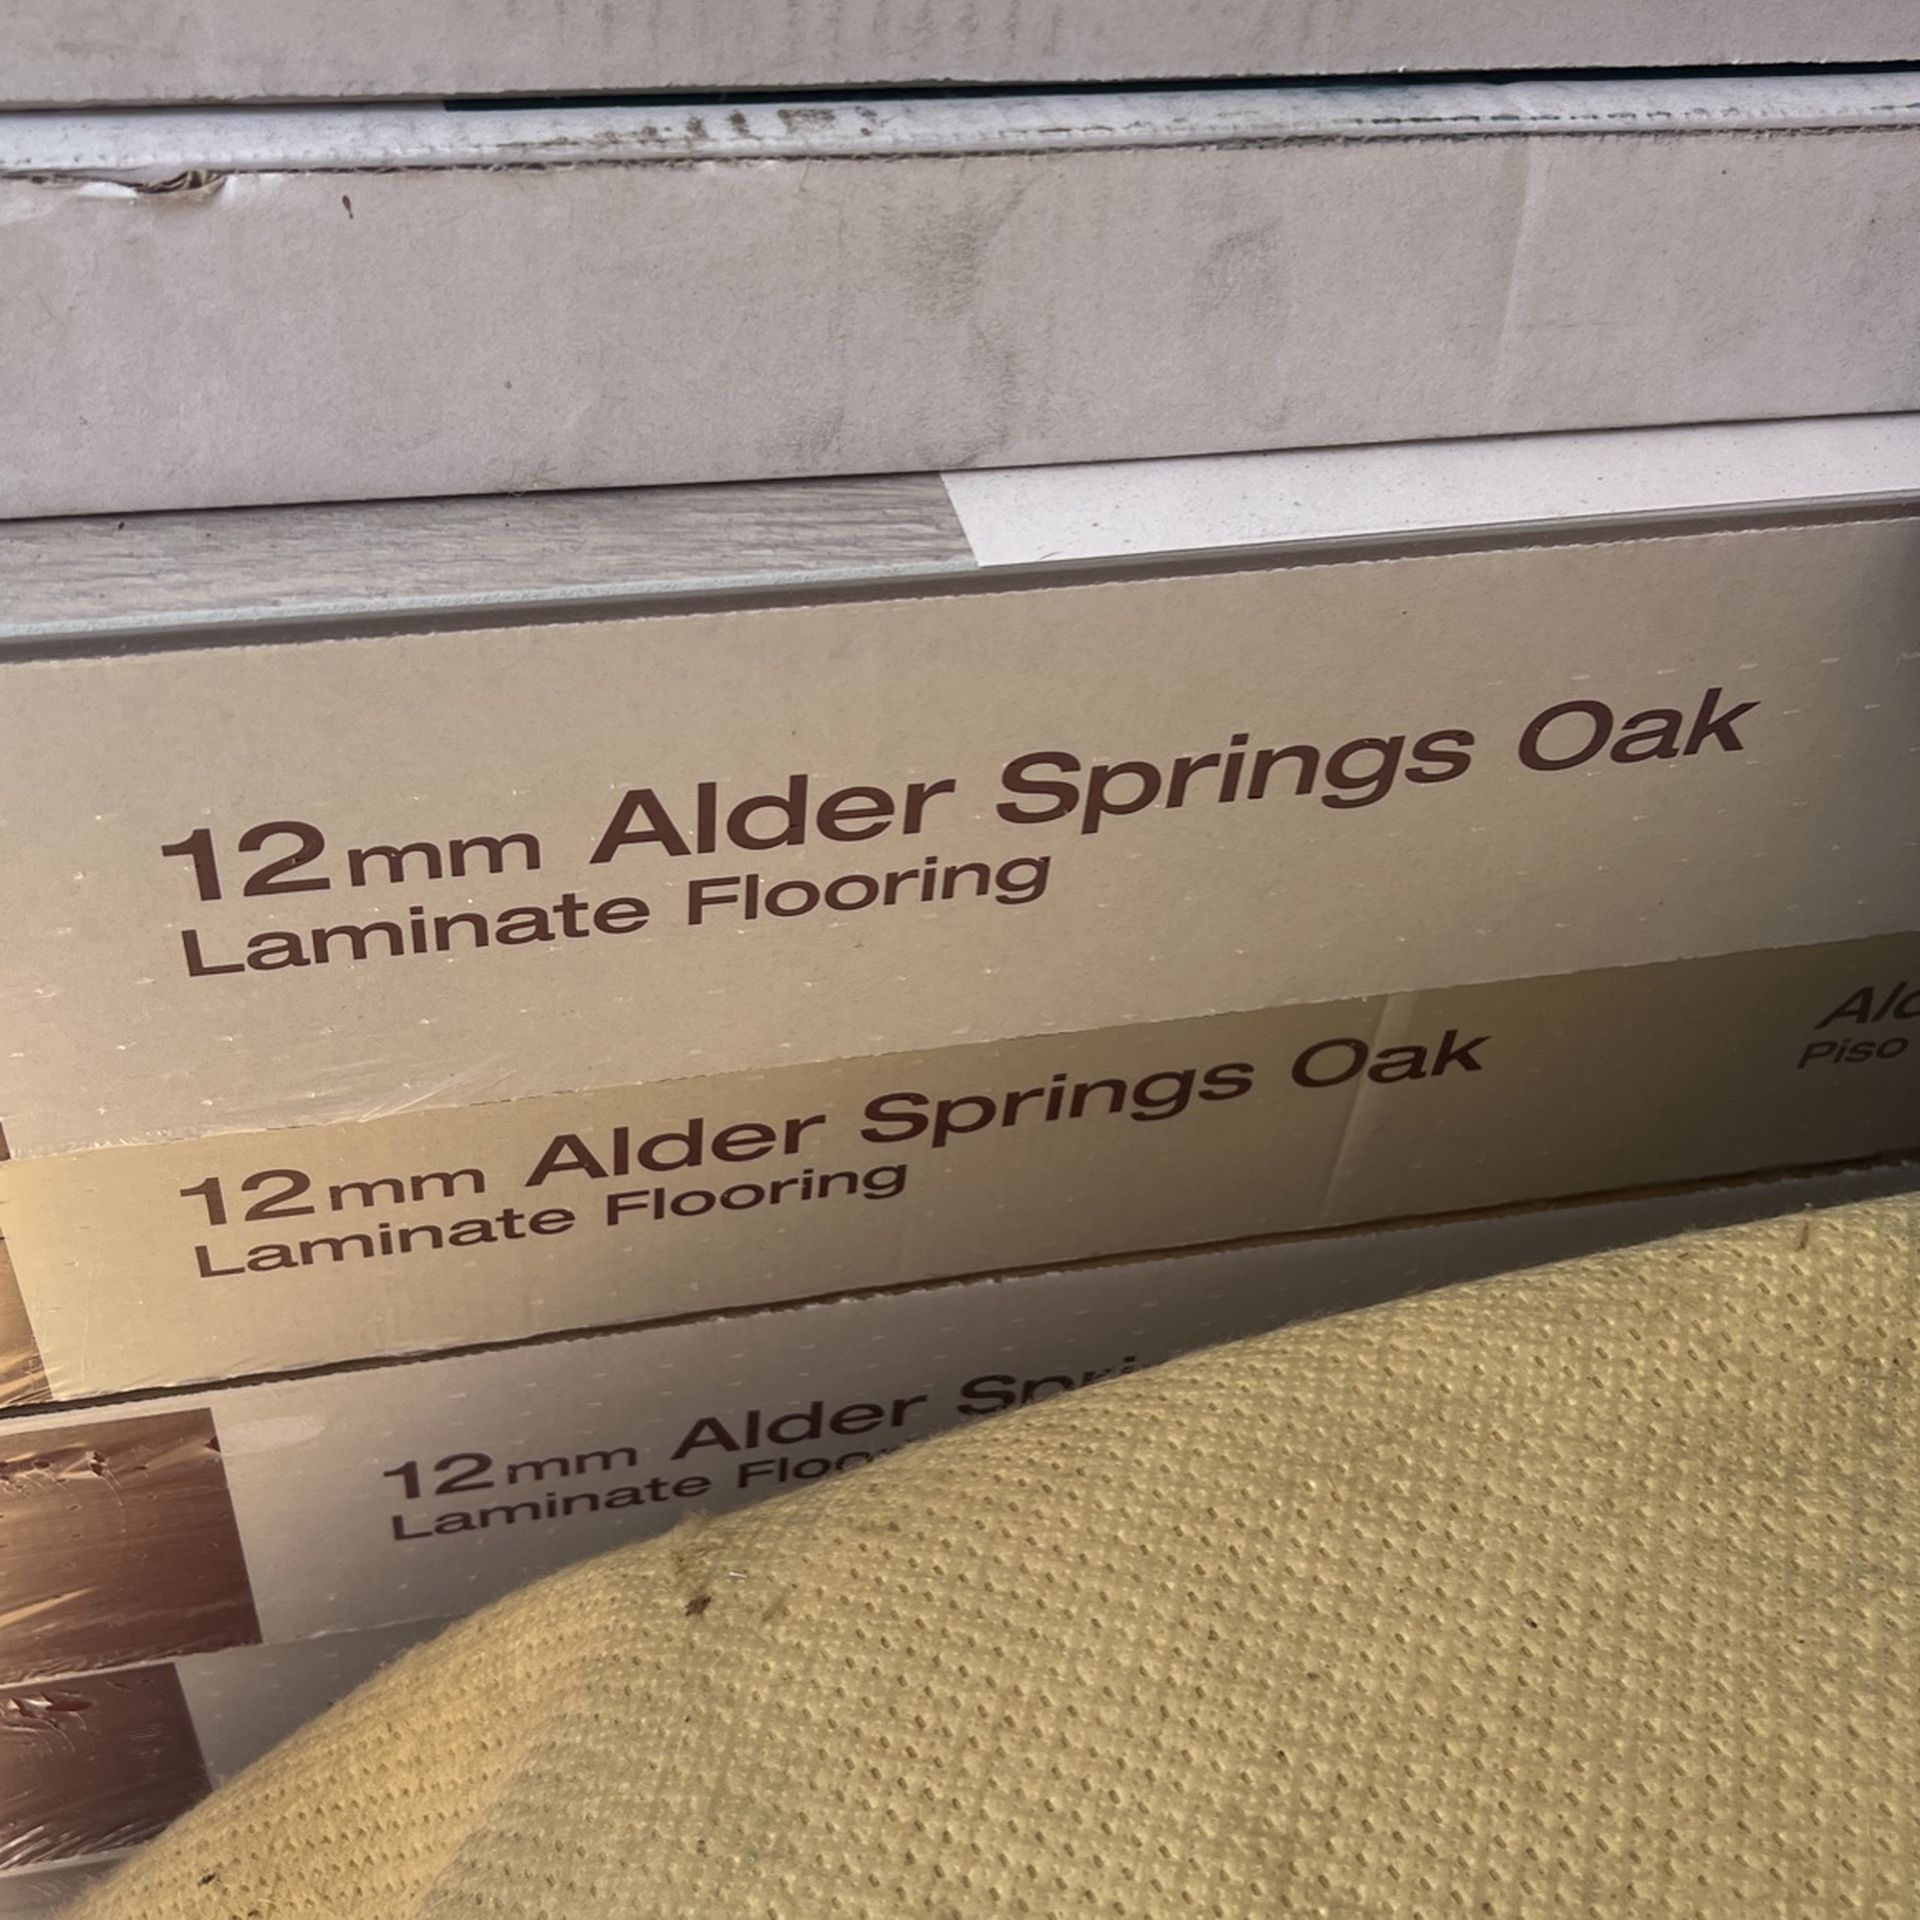 12mm Alder Springs Oak
Laminate Flooring
12mm Alder Springs Oak
Laminate Flooring
Piso
12mm Alder
Laminate